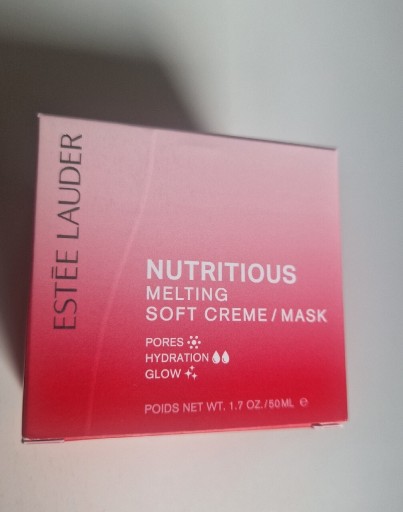 ESTĒE LAUDER
NUTRITIOUS
MELTING
SOFT CREME / MASK
PORES
HYDRATION
GLOW
POIDS NET WT. 1.7 OZ./50ML ℮